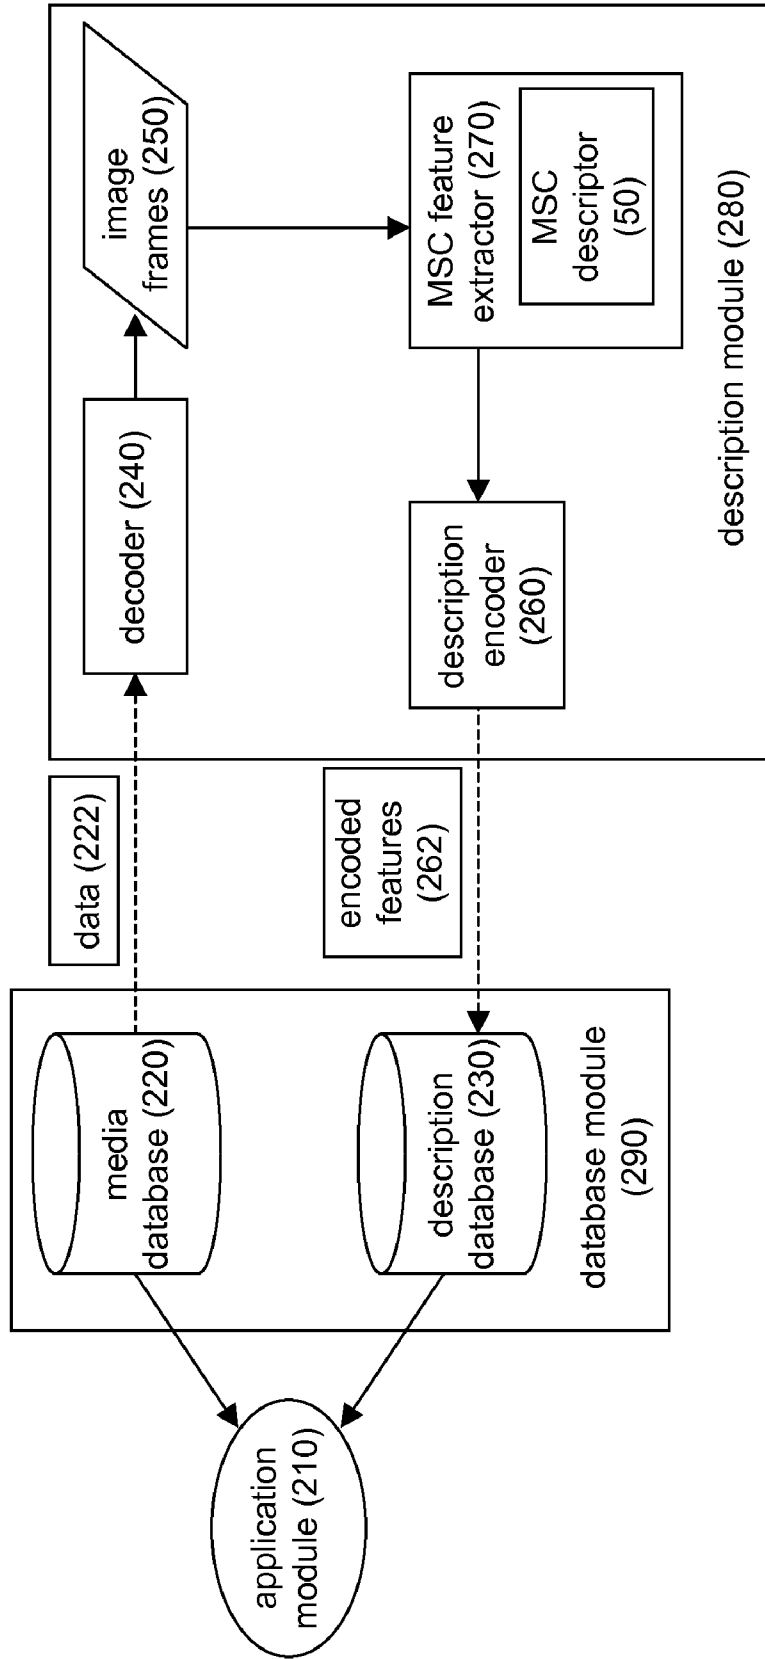 application
module (210)
media
database (220)
description
database (230)
database module
(290)
data (222)
encoded
features
(262)
decoder (240)
image
frames (250)
description
encoder
(260)
MSC feature
extractor (270)
MSC
descriptor
(50)
description module (280)